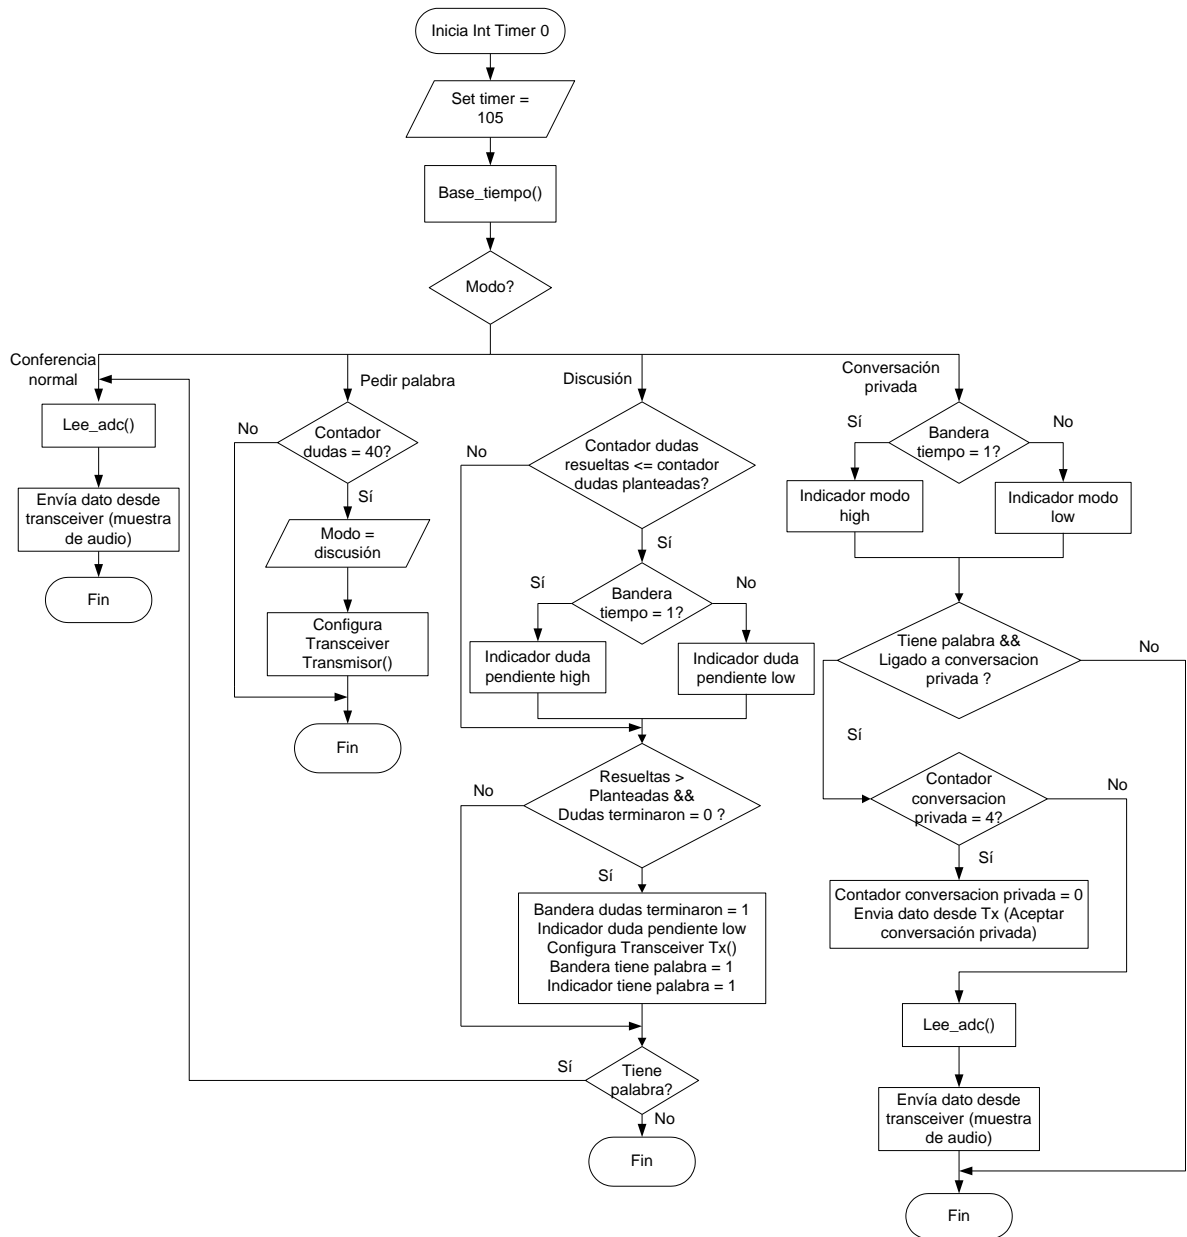 Inicia Int Timer 0
Set timer =
105
Base_tiempo()
Modo?
Conferencia
normal
Lee_adc()
Envía dato desde
transceiver (muestra
de audio)
Fin
Pedir palabra
No
Contador
dudas = 40?
Sí
Modo =
discusión
Configura
Transceiver
Transmisor()
Fin
Discusión
No
Contador dudas
resueltas <= contador
dudas planteadas?
Sí
Sí
Bandera
tiempo = 1?
No
Indicador duda
pendiente high
Indicador duda
pendiente low
No
Resueltas >
Planteadas &&
Dudas terminaron = 0 ?
Sí
Bandera dudas terminaron = 1
Indicador duda pendiente low
Configura Transceiver Tx()
Bandera tiene palabra = 1
Indicador tiene palabra = 1
Sí
Tiene
palabra?
No
Fin
Conversación
privada
Sí
Bandera
tiempo = 1?
No
Indicador modo
high
Indicador modo
low
Tiene palabra &&
Ligado a conversacion
privada ?
No
Sí
Contador
conversacion
privada = 4?
No
Sí
Contador conversacion privada = 0
Envia dato desde Tx (Aceptar
conversación privada)
Lee_adc()
Envía dato desde
transceiver (muestra
de audio)
Fin